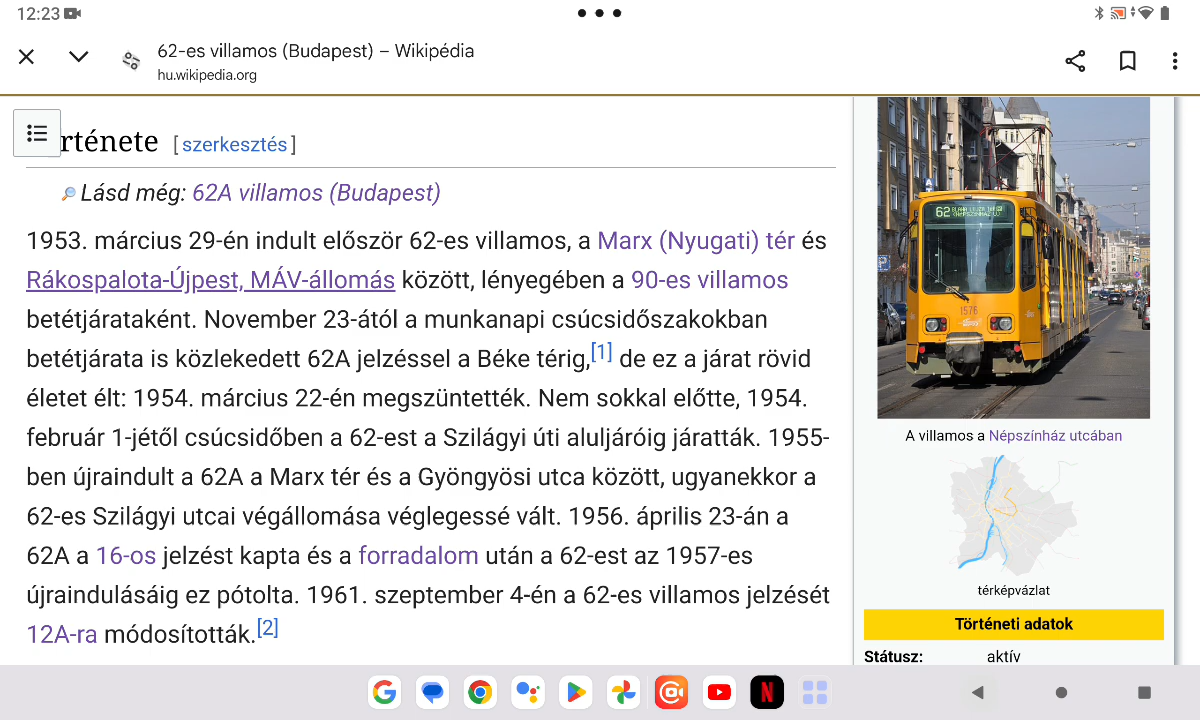 12:23
62-es villamos (Budapest) – Wikipédia
hu.wikipedia.org
rténete [szerkesztés]
Lásd még: 62A villamos (Budapest)
1953. március 29-én indult először 62-es villamos, a Marx (Nyugati) tér és
Rákospalota-Újpest, MÁV-állomás között, lényegében a 90-es villamos
betétjárataként. November 23-ától a munkanapi csúcsidőszakokban
betétjárata is közlekedett 62A jelzéssel a Béke térig,[1] de ez a járat rövid
életet élt: 1954. március 22-én megszüntették. Nem sokkal előtte, 1954.
február 1-jétől csúcsidőben a 62-est a Szilágyi úti aluljáróig járatták. 1955-
ben újraindult a 62A a Marx tér és a Gyöngyösi utca között, ugyanekkor a
62-es Szilágyi utcai végállomása véglegessé vált. 1956. április 23-án a
62A a 16-os jelzést kapta és a forradalom után a 62-est az 1957-es
újraindulásáig ez pótolta. 1961. szeptember 4-én a 62-es villamos jelzését
12A-ra módosították.[2]
62
1576
A villamos a Népszínház utcában
térképvázlat
Történeti adatok
Státusz: aktív